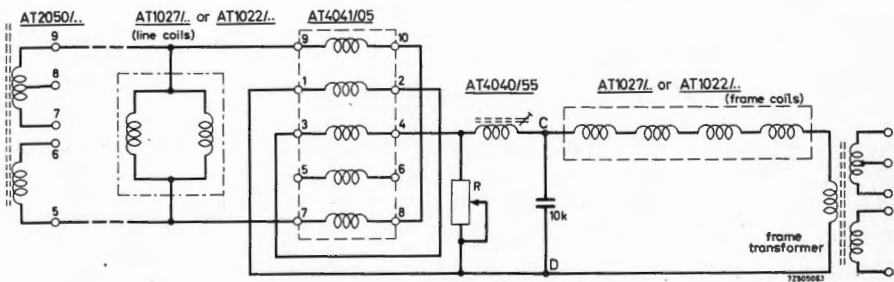 AT2050/.. AT1027/.. or AT1022/.. AT4041/05
(line coils)
9 9 10
8 1 2
AT4040/55
AT1027/.. or AT1022/..
(frame coils)
7 3 4 C
6 5 6
R
10k
5 7 8
frame
transformer
D